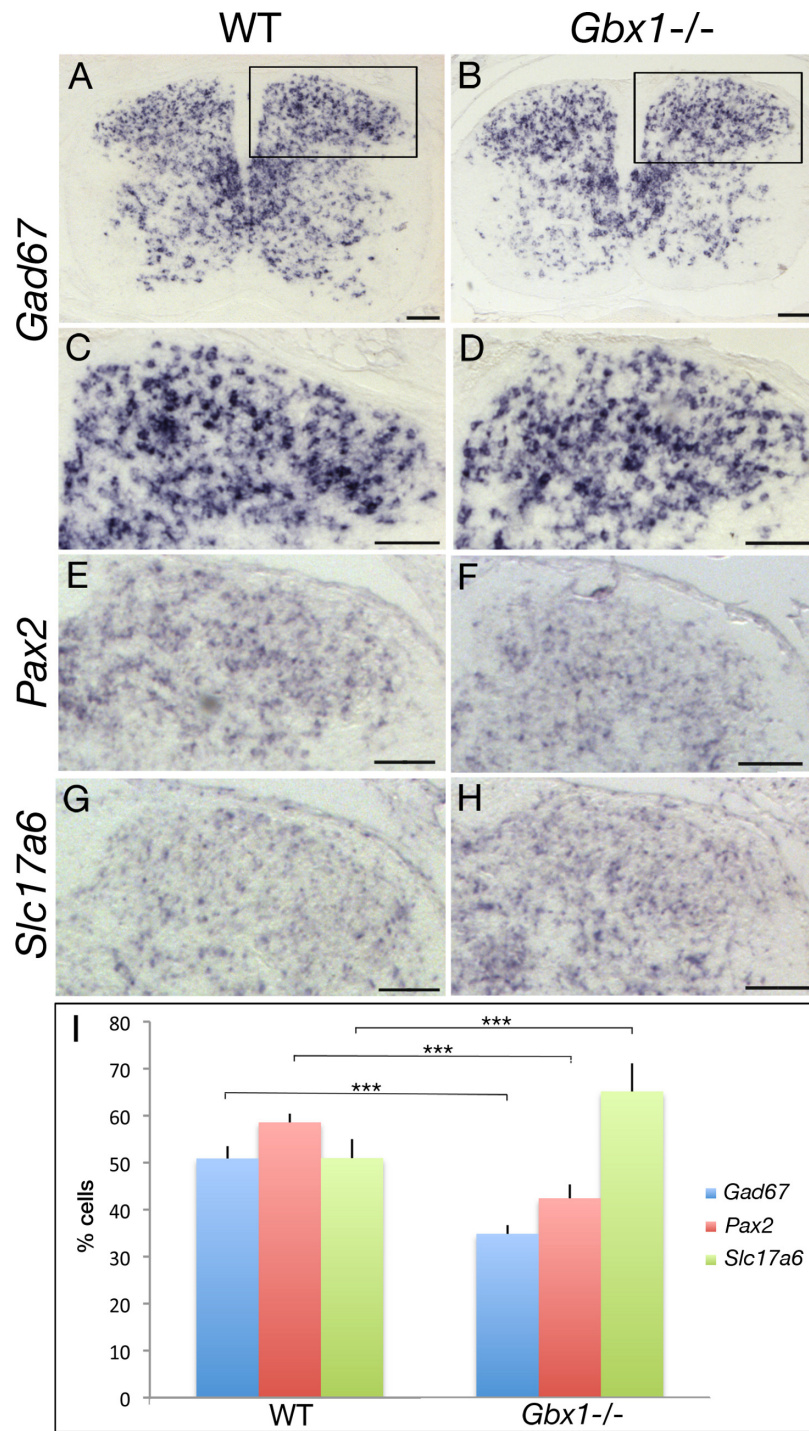 WT Gbx1-/-
A B
Gad67
C D
E F
Pax2
G H
Slc17a6
I
80
70
60
50
40
30
20
10
0
% cells
***
***
***
Gad67
Pax2
Slc17a6
WT Gbx1-/-